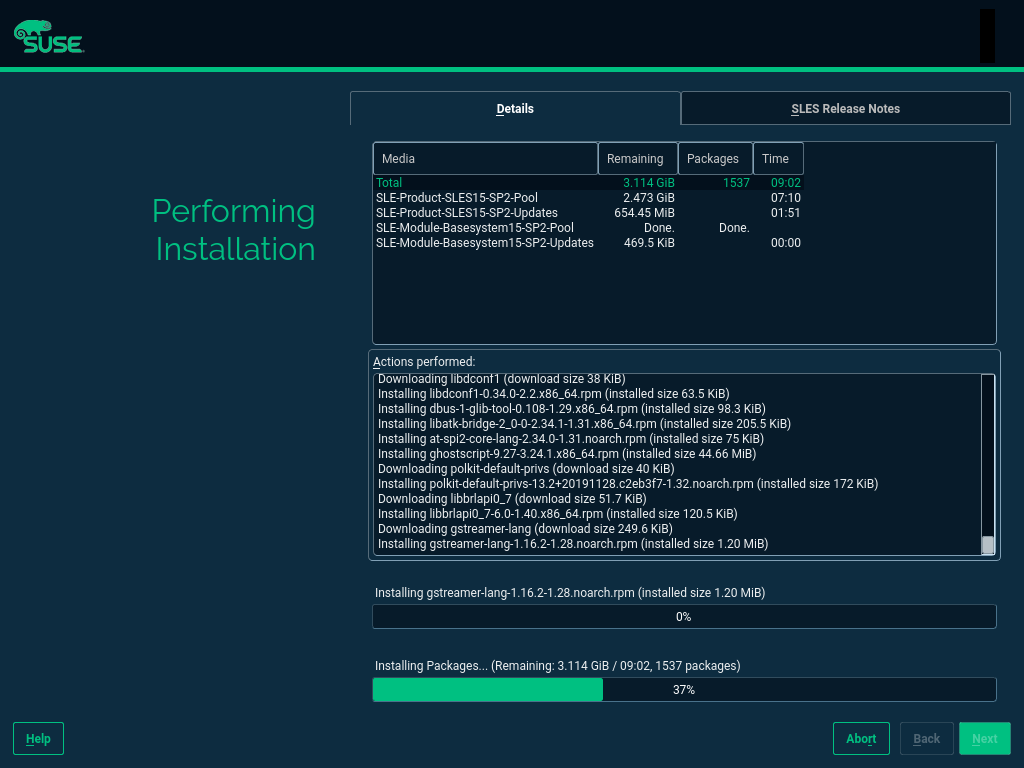 SUSE
Details
SLES Release Notes
Performing
Installation
Media Remaining Packages Time
Total 3.114 GiB 1537 09:02
SLE-Product-SLES15-SP2-Pool 2.473 GiB 07:10
SLE-Product-SLES15-SP2-Updates 654.45 MiB 01:51
SLE-Module-Basesystem15-SP2-Pool Done. Done.
SLE-Module-Basesystem15-SP2-Updates 469.5 KiB 00:00
Actions performed:
Downloading libdconf1 (download size 38 KiB)
Installing libdconf1-0.34.0-2.2.x86_64.rpm (installed size 63.5 KiB)
Installing dbus-1-glib-tool-0.108-1.29.x86_64.rpm (installed size 98.3 KiB)
Installing libatk-bridge-2_0-0-2.34.1-1.31.x86_64.rpm (installed size 205.5 KiB)
Installing at-spi2-core-lang-2.34.0-1.31.noarch.rpm (installed size 75 KiB)
Installing ghostscript-9.27-3.24.1.x86_64.rpm (installed size 44.66 MiB)
Downloading polkit-default-privs (download size 40 KiB)
Installing polkit-default-privs-13.2+20191128.c2eb3f7-1.32.noarch.rpm (installed size 172 KiB)
Downloading libbrlapi0_7 (download size 51.7 KiB)
Installing libbrlapi0_7-6.0-1.40.x86_64.rpm (installed size 120.5 KiB)
Downloading gstreamer-lang (download size 249.6 KiB)
Installing gstreamer-lang-1.16.2-1.28.noarch.rpm (installed size 1.20 MiB)
Installing gstreamer-lang-1.16.2-1.28.noarch.rpm (installed size 1.20 MiB)
0%
Installing Packages... (Remaining: 3.114 GiB / 09:02, 1537 packages)
37%
Help
Abort
Back
Next